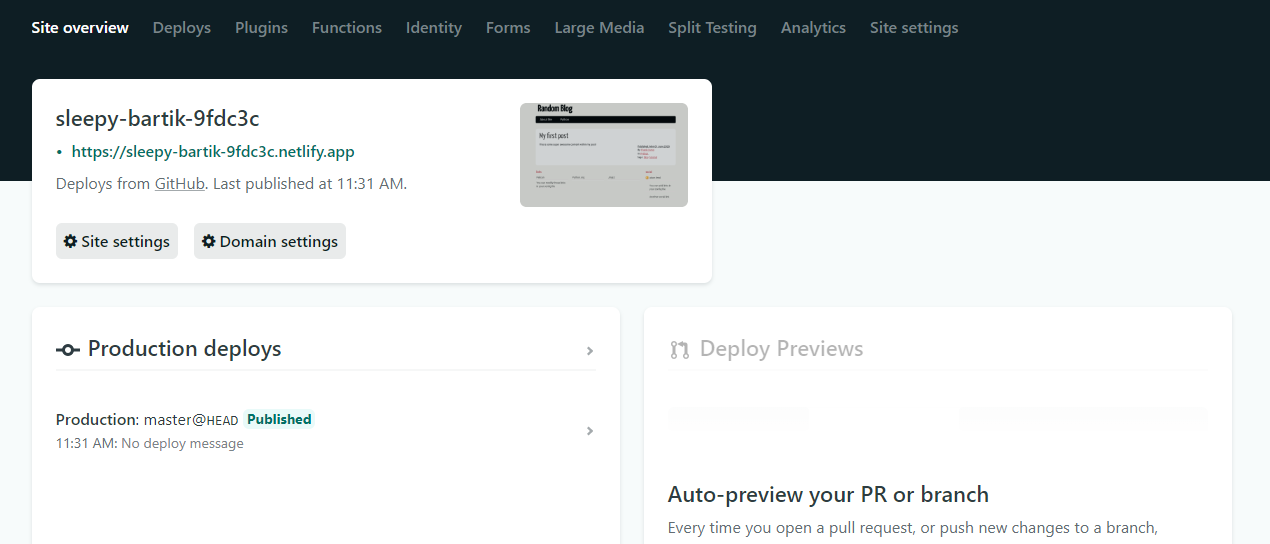 Site overview Deploys Plugins Functions Identity Forms Large Media Split Testing Analytics Site settings
sleepy-bartik-9fdc3c
• https://sleepy-bartik-9fdc3c.netlify.app
Deploys from GitHub. Last published at 11:31 AM.
Site settings Domain settings
Random Blog
My first post
Production deploys
Production: master@HEAD Published
11:31 AM: No deploy message
Deploy Previews
Auto-preview your PR or branch
Every time you open a pull request, or push new changes to a branch,